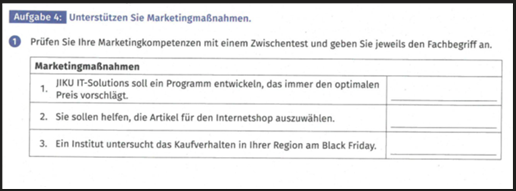 Aufgabe 4: Unterstützen Sie Marketingmaßnahmen.
1 Prüfen Sie Ihre Marketingkompetenzen mit einem Zwischentest und geben Sie jeweils den Fachbegriff an.
Marketingmaßnahmen
1. JIKU IT-Solutions soll ein Programm entwickeln, das immer den optimalen
Preis vorschlägt.
2. Sie sollen helfen, die Artikel für den Internetshop auszuwählen.
3. Ein Institut untersucht das Kaufverhalten in Ihrer Region am Black Friday.